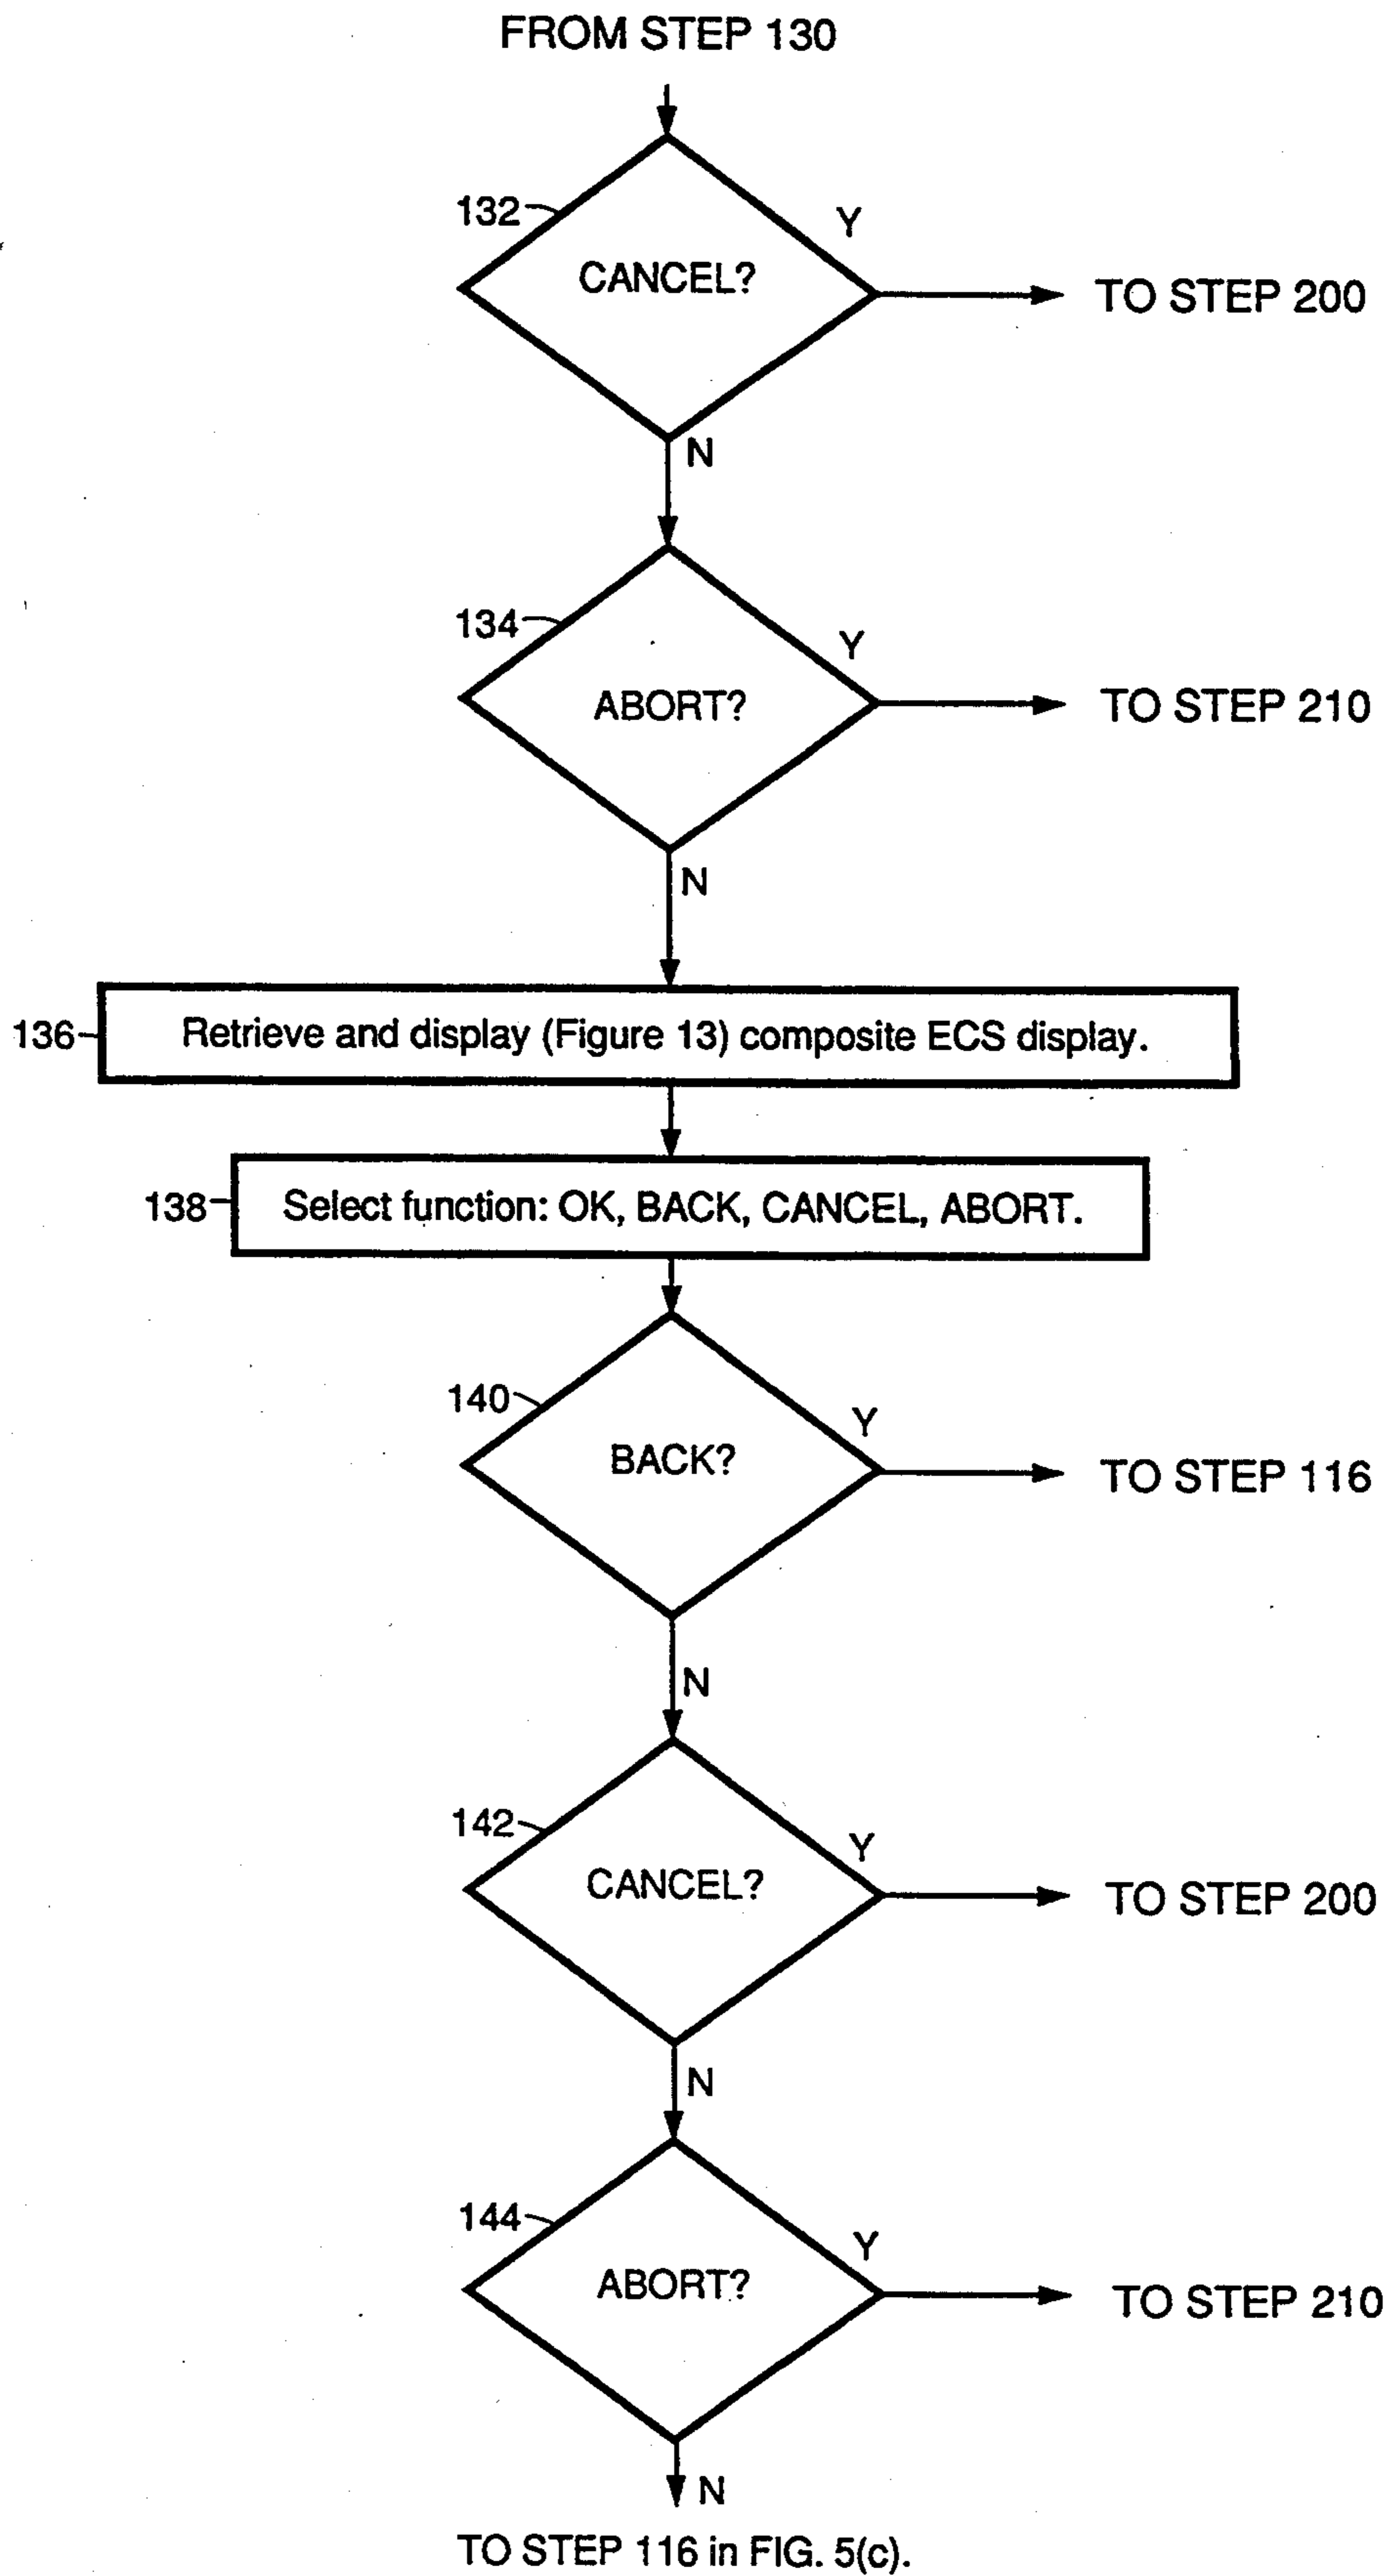 FROM STEP 130
132
CANCEL?
Y
TO STEP 200
N
134
ABORT?
Y
TO STEP 210
N
136
Retrieve and display (Figure 13) composite ECS display.
138
Select function: OK, BACK, CANCEL, ABORT.
140
BACK?
Y
TO STEP 116
N
142
CANCEL?
Y
TO STEP 200
N
144
ABORT?
Y
TO STEP 210
N
TO STEP 116 in FIG. 5(c).